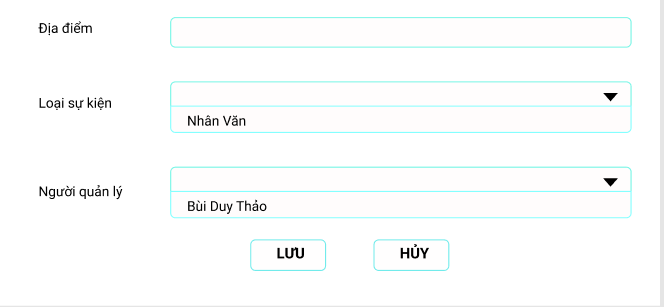 Địa điểm
Loại sự kiện
Nhân Văn
Người quản lý
Bùi Duy Thảo
LƯU
HỦY